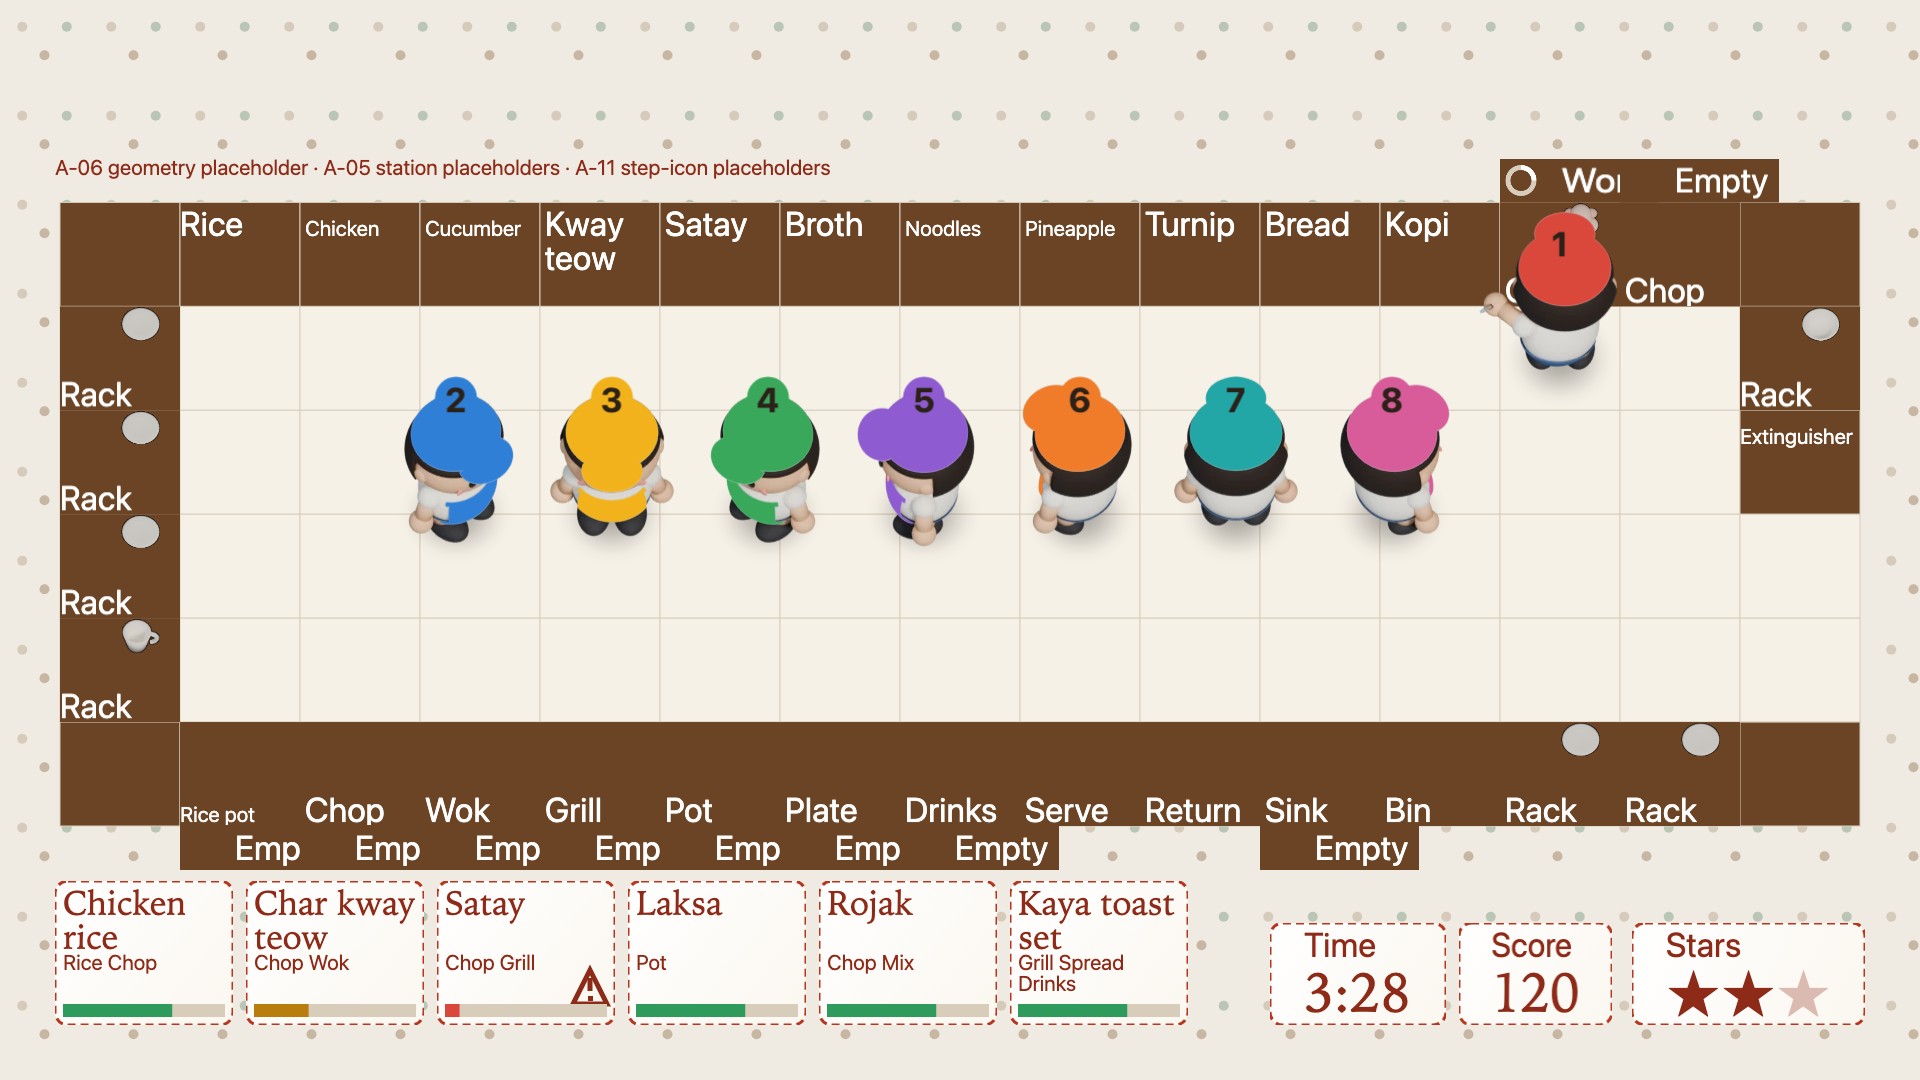 A-06 geometry placeholder · A-05 station placeholders · A-11 step-icon placeholders
Empty
Rice
Chicken
Cucumber
Kway
teow
Satay
Broth
Noodles
Pineapple
Turnip
Bread
Kopi
1
Chop
Rack
Rack
Extinguisher
2
3
4
5
6
7
8
Rack
Rack
Rack
Rice pot
Chop
Wok
Grill
Pot
Plate
Drinks
Serve
Return
Sink
Bin
Rack
Rack
Emp
Emp
Emp
Emp
Emp
Emp
Empty
Empty
Chicken
rice
Rice Chop
Char kway
teow
Chop Wok
Satay
Chop Grill
Laksa
Pot
Rojak
Chop Mix
Kaya toast
set
Grill Spread
Drinks
Time
3:28
Score
120
Stars